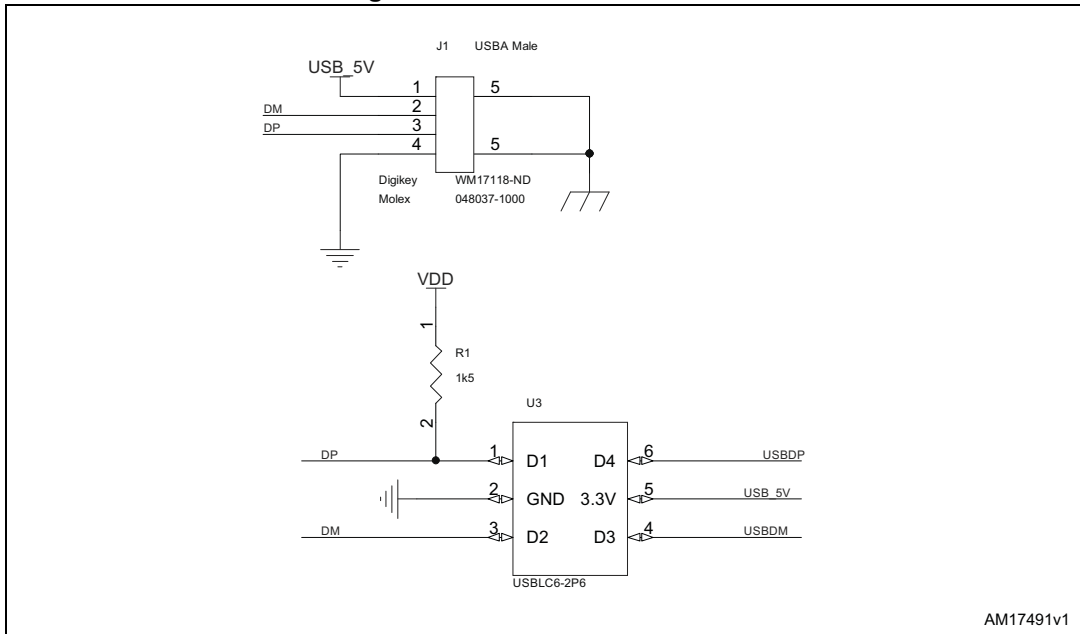 J1 USBA Male
USB_5V
1 5
DM 2
DP 3
4 5
Digikey WM17118-ND
Molex 048037-1000
VDD
1
R1
1k5
2
U3
DP 1 D1 D4 6 USBDP
2 GND 3.3V 5 USB_5V
DM 3 D2 D3 4 USBDM
USBLC6-2P6
AM17491v1